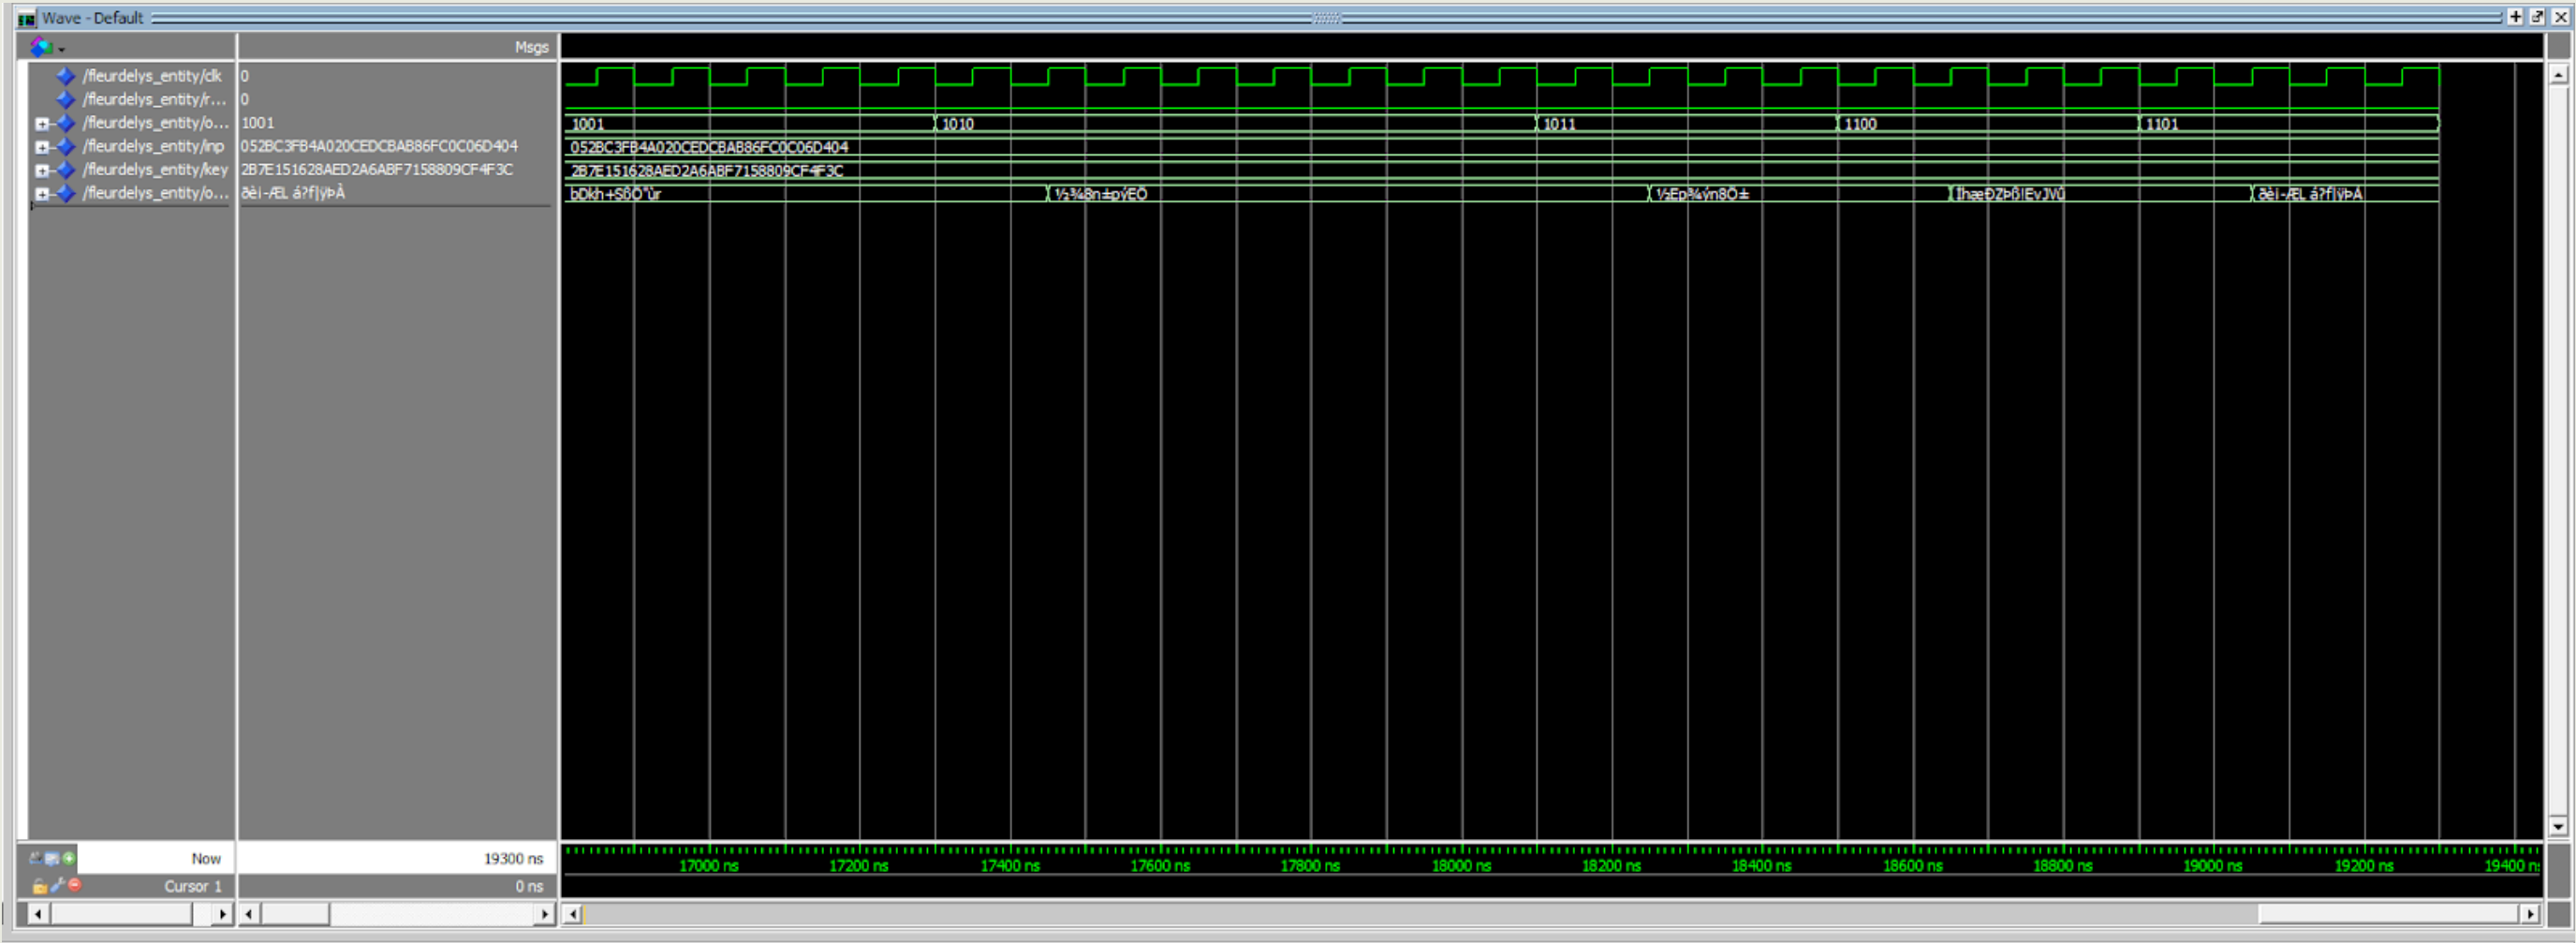 Wave - Default
Msgs
/fleurdelys_entity/clk 0
/fleurdelys_entity/r... 0
/fleurdelys_entity/o... 1001 1001 1010 1011 1100 1101
/fleurdelys_entity/inp 052BC3FB4A020CEDCBAB86FC0C06D404 052BC3FB4A020CEDCBAB86FC0C06D404
/fleurdelys_entity/key 2B7E151628AED2A6ABF7158809CF4F3C 2B7E151628AED2A6ABF7158809CF4F3C
/fleurdelys_entity/o...
Now 19300 ns 17000 ns 17200 ns 17400 ns 17600 ns 17800 ns 18000 ns 18200 ns 18400 ns 18600 ns 18800 ns 19000 ns 19200 ns 19400 n
Cursor 1 0 ns